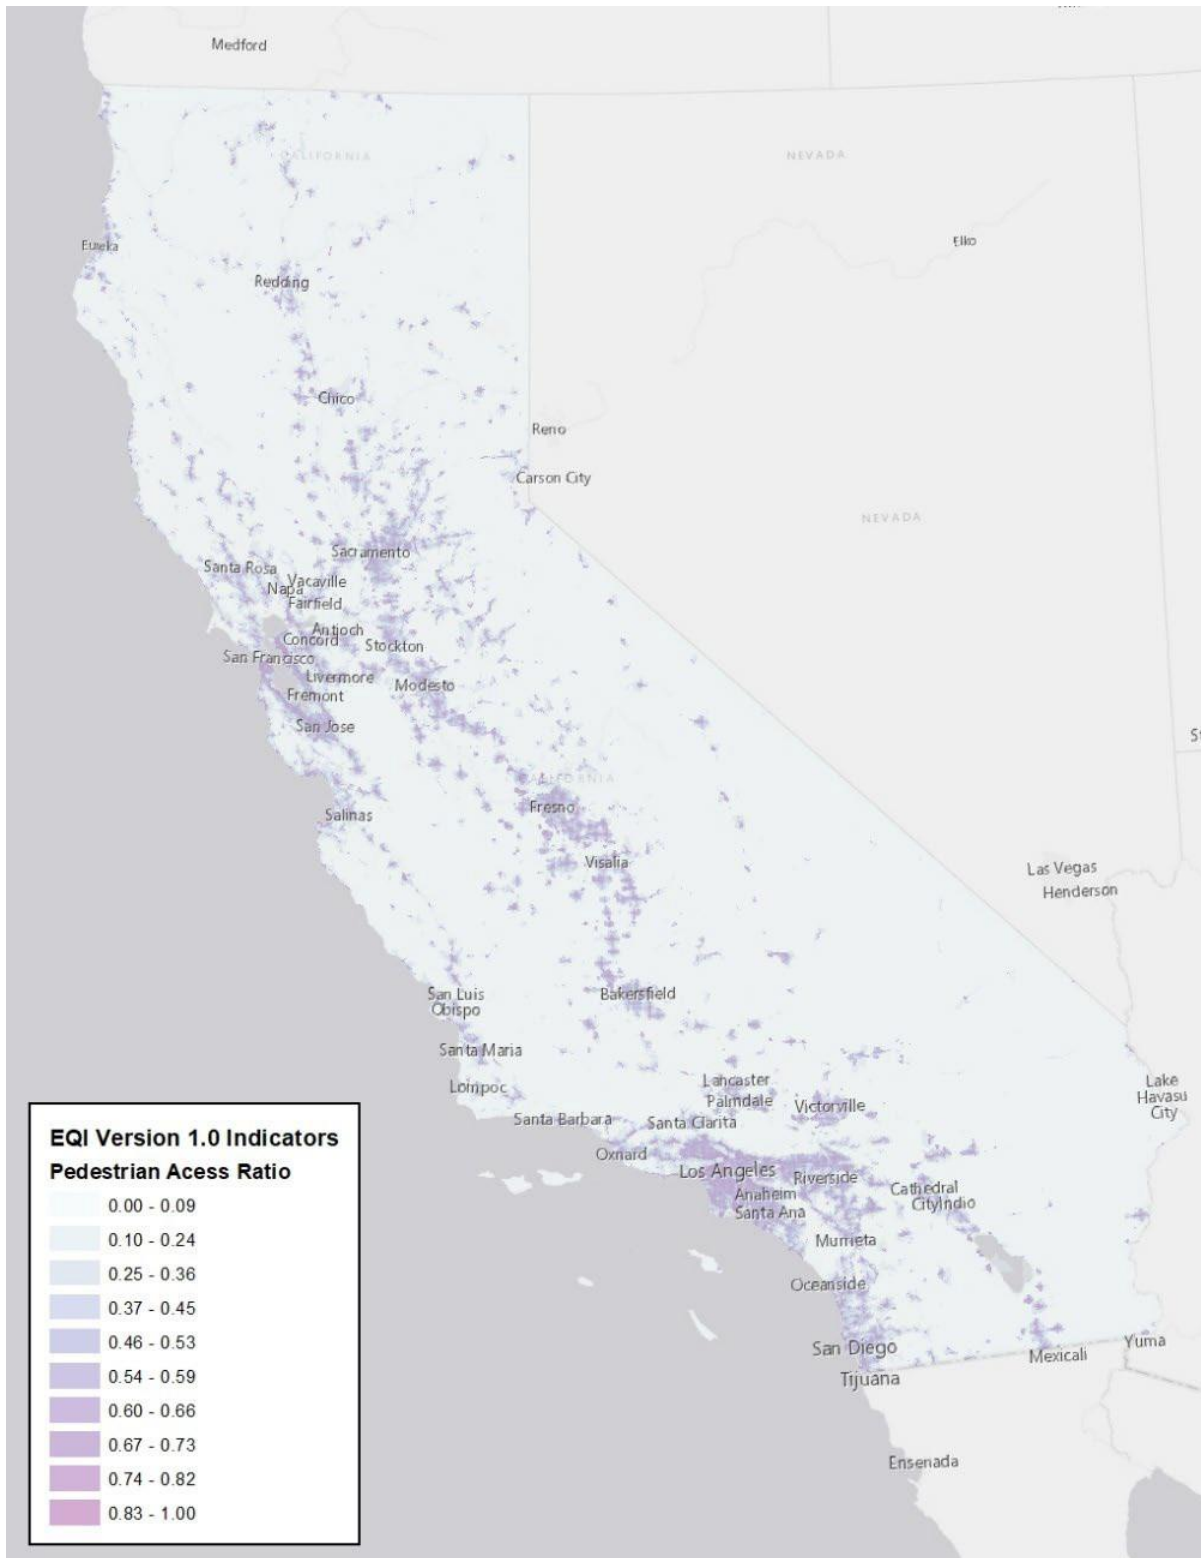 Medford
CALIFORNIA
NEVADA
Eureka
Elko
Redding
Chico
Reno
Carson City
NEVADA
Sacramento
Santa Rosa
Vacaville
Napa
Fairfield
Antioch
Concord
Stockton
San Francisco
Livermore
Modesto
Fremont
San Jose
CALIFORNIA
Fresno
Salinas
Visalia
Las Vegas
Henderson
San Luis
Obispo
Bakersfield
Santa Maria
Lompoc
Lancaster
Palmdale
Victorville
Lake
Havasu
City
Santa Barbara
Santa Clarita
Oxnard
Los Angeles
Riverside
Anaheim
Santa Ana
Cathedral
City
Indio
Murrieta
Oceanside
San Diego
Tijuana
Mexicali
Yuma
Ensenada
EQI Version 1.0 Indicators
Pedestrian Acess Ratio
0.00 - 0.09
0.10 - 0.24
0.25 - 0.36
0.37 - 0.45
0.46 - 0.53
0.54 - 0.59
0.60 - 0.66
0.67 - 0.73
0.74 - 0.82
0.83 - 1.00